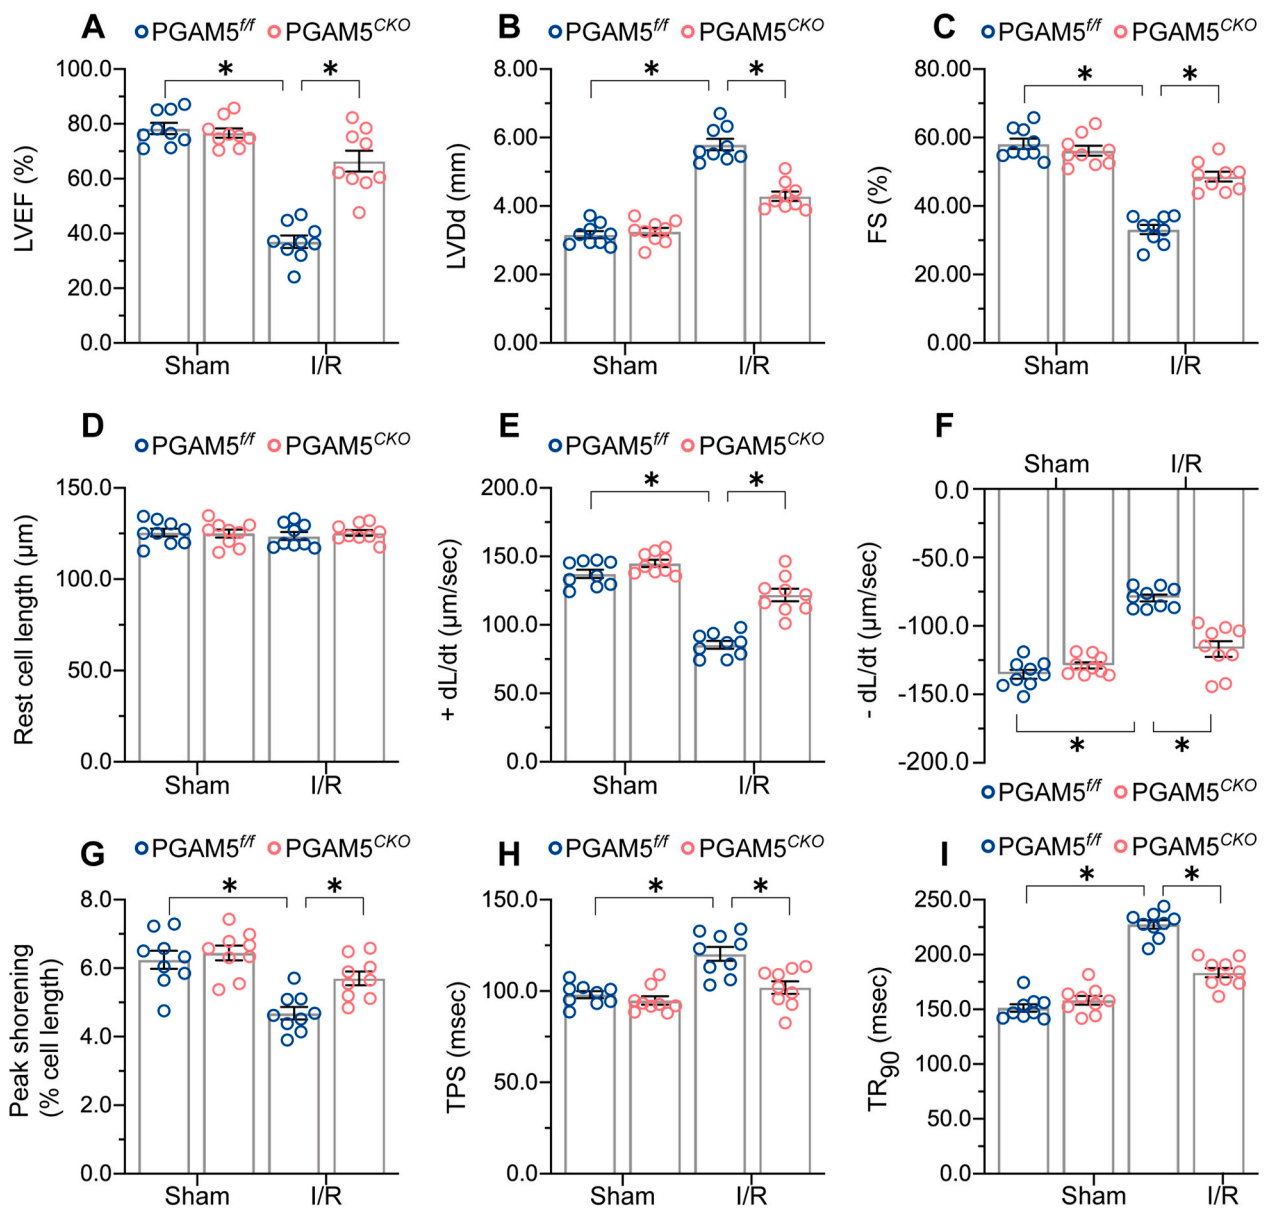 A
PGAM5f/f PGAM5CKO
LVEF (%)
100.0
80.0
60.0
40.0
20.0
0.0
* *
Sham I/R
B
PGAM5f/f PGAM5CKO
LVDd (mm)
8.00
6.00
4.00
2.00
0.00
* *
Sham I/R
C
PGAM5f/f PGAM5CKO
FS (%)
80.00
60.00
40.00
20.00
0.00
* *
Sham I/R
D
PGAM5f/f PGAM5CKO
Rest cell length (μm)
150.0
100.0
50.0
0.0
Sham I/R
E
PGAM5f/f PGAM5CKO
+ dL/dt (μm/sec)
200.0
150.0
100.0
50.0
0.0
* *
Sham I/R
F
Sham I/R
- dL/dt (μm/sec)
0.0
-50.0
-100.0
-150.0
-200.0
* *
PGAM5f/f PGAM5CKO
G
PGAM5f/f PGAM5CKO
Peak shorening
(% cell length)
8.0
6.0
4.0
2.0
0.0
* *
Sham I/R
H
PGAM5f/f PGAM5CKO
TPS (msec)
150.0
100.0
50.0
0.0
* *
Sham I/R
I
PGAM5f/f PGAM5CKO
TR90 (msec)
250.0
200.0
150.0
100.0
50.0
0.0
* *
Sham I/R